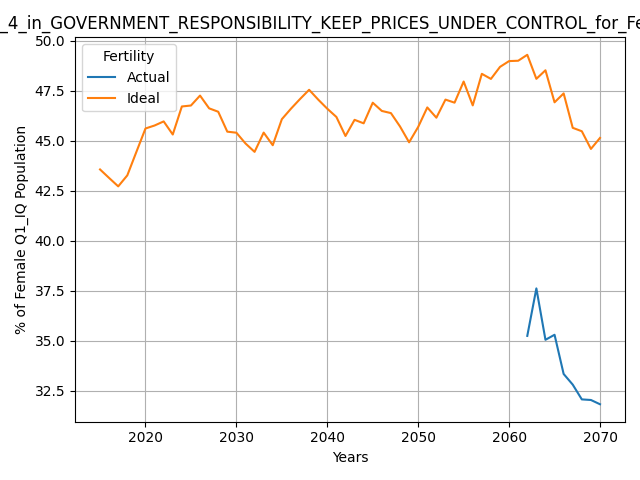 _4_in_GOVERNMENT_RESPONSIBILITY_KEEP_PRICES_UNDER_CONTROL_for_Fe
Fertility
Actual
Ideal
% of Female Q1_IQ Population
50.0
47.5
45.0
42.5
40.0
37.5
35.0
32.5
2020 2030 2040 2050 2060 2070
Years